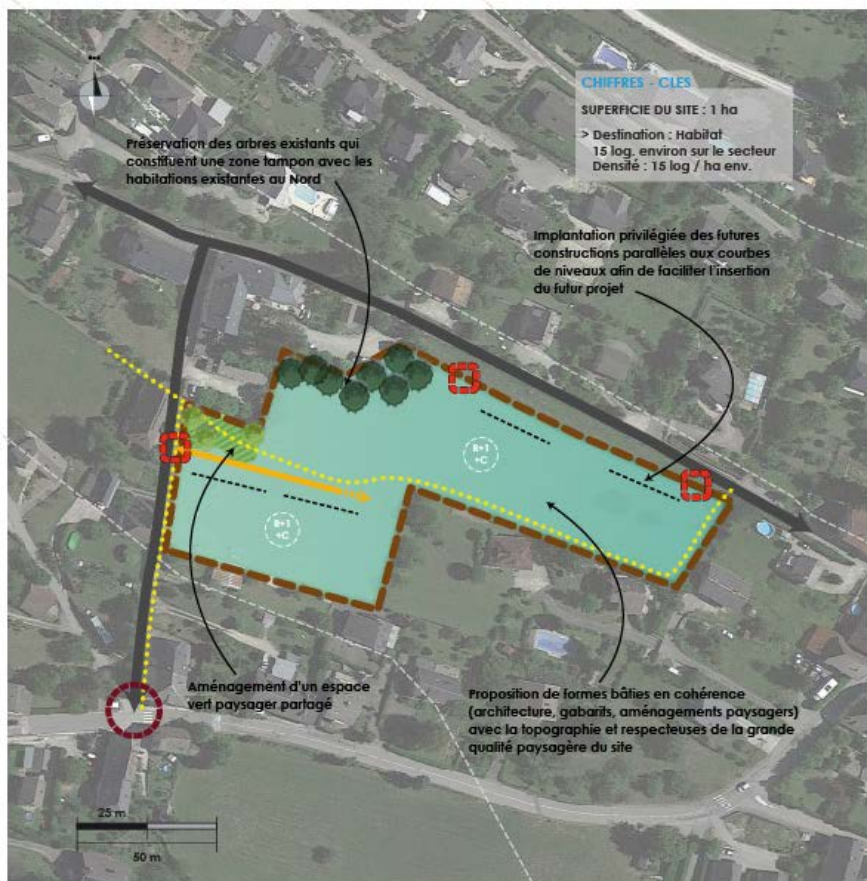 CHIFFRES - CLES
SUPERFICIE DU SITE : 1 ha
> Destination : Habitat
15 log. environ sur le secteur
Densité : 15 log / ha env.
Préservation des arbres existants qui
constituent une zone tampon avec les
habitations existantes au Nord
Implantation privilégiée des futures
constructions parallèles aux courbes
de niveaux afin de faciliter l'insertion
du futur projet
R+1
+C
R+1
+C
Aménagement d'un espace
vert paysager partagé
Proposition de formes bâties en cohérence
(architecture, gabarits, aménagements paysagers)
avec la topographie et respecteuses de la grande
qualité paysagère du site
25 m
50 m